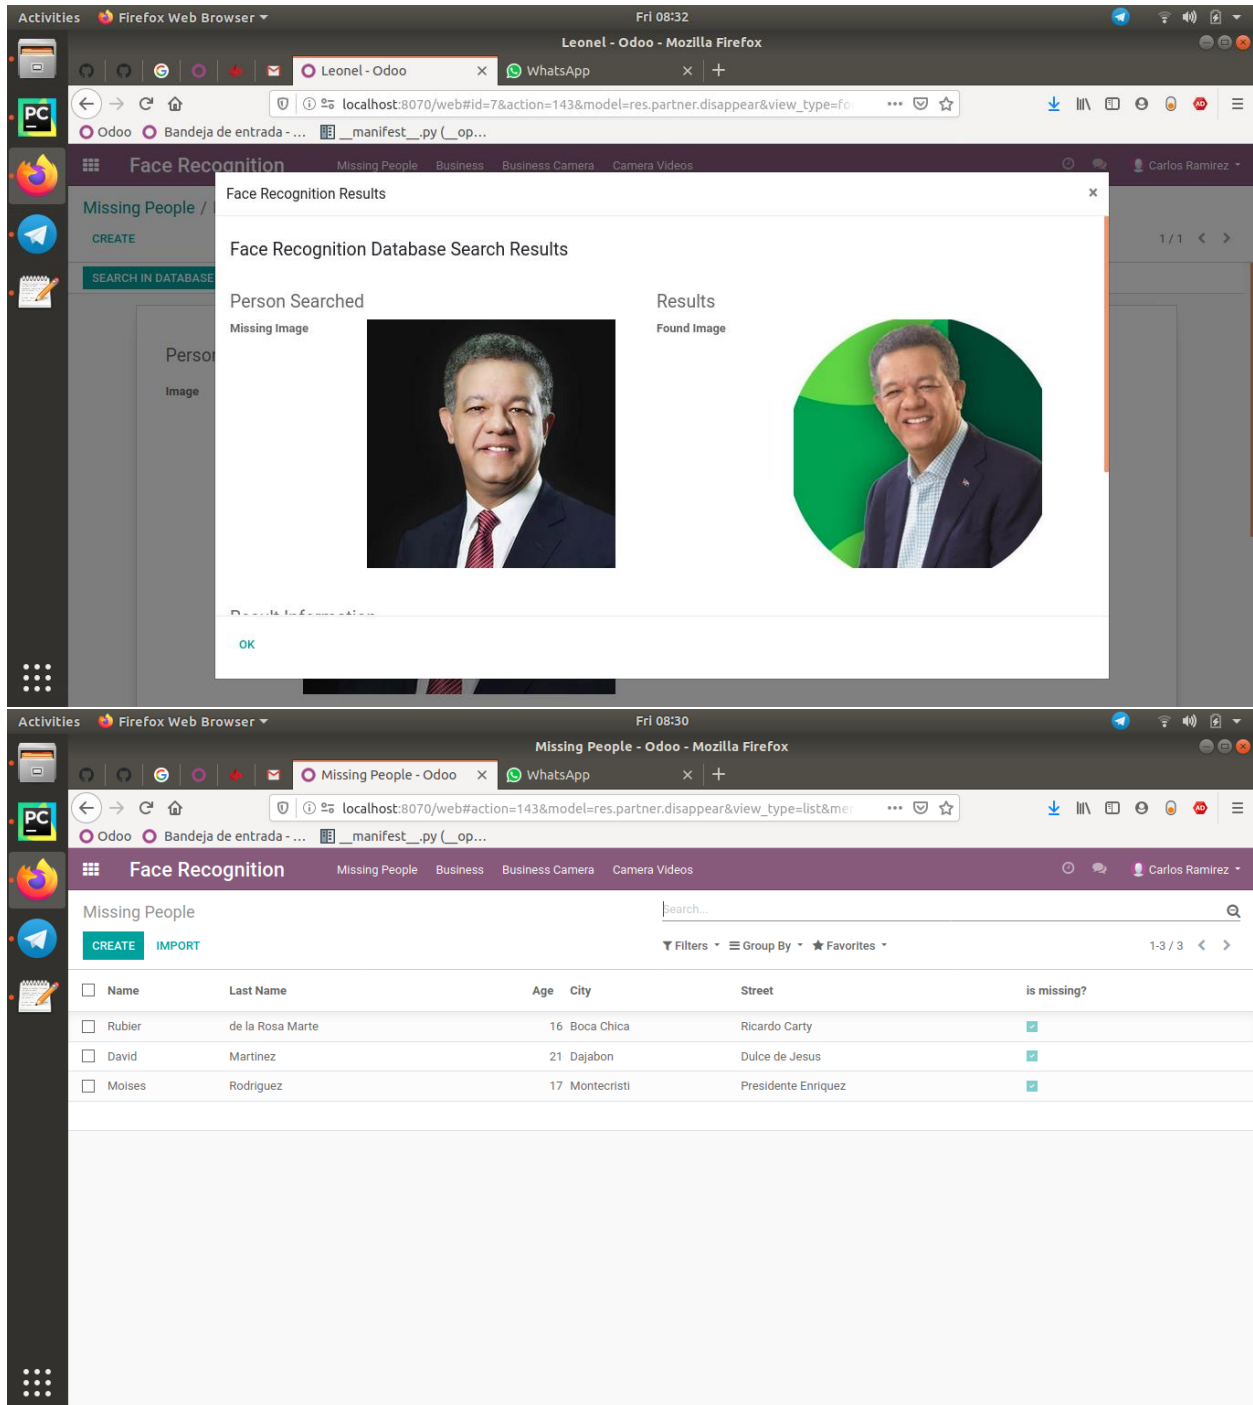 Activities Firefox Web Browser Fri 08:32
Leonel - Odoo - Mozilla Firefox
Leonel - Odoo WhatsApp
localhost:8070/web#id=7&action=143&model=res.partner.disappear&view_type=fo
Odoo Bandeja de entrada - ... __manifest__.py (__op...
Face Recognition Missing People Business Business Camera Camera Videos Carlos Ramirez
Face Recognition Results
Missing People /
CREATE 1 / 1
Face Recognition Database Search Results
SEARCH IN DATABASE
Person Searched Results
Missing Image Found Image
Person
Image
Result Information
OK
Activities Firefox Web Browser Fri 08:30
Missing People - Odoo - Mozilla Firefox
Missing People - Odoo WhatsApp
localhost:8070/web#action=143&model=res.partner.disappear&view_type=list&men
Odoo Bandeja de entrada - ... __manifest__.py (__op...
Face Recognition Missing People Business Business Camera Camera Videos Carlos Ramirez
Missing People Search...
CREATE IMPORT Filters Group By Favorites 1-3 / 3
Name Last Name Age City Street is missing?
Rubier de la Rosa Marte 16 Boca Chica Ricardo Carty
David Martinez 21 Dajabon Dulce de Jesus
Moises Rodriguez 17 Montecristi Presidente Enriquez